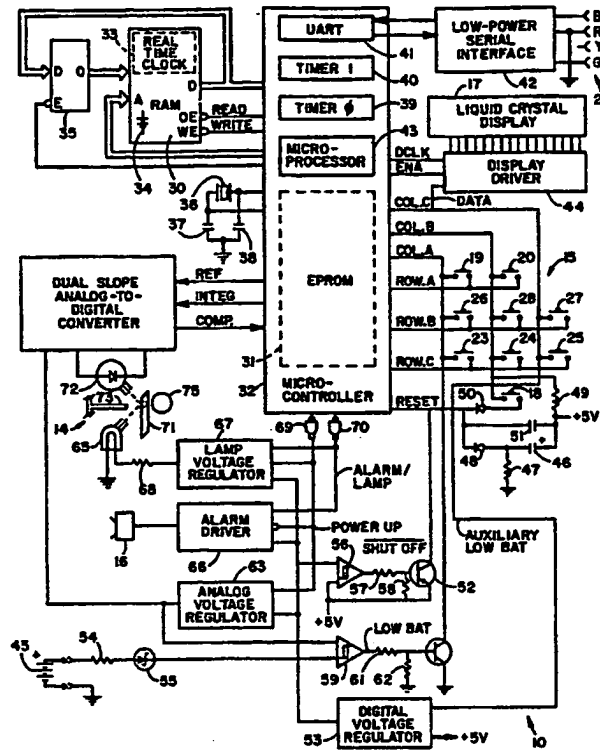 33
REAL
TIME
CLOCK
D
O
E
35
D
A
RAM
OE
WE
READ
WRITE
34
30
UART
41
TIMER 1
40
TIMER 0
39
MICRO-
PROCESSOR
43
LOW-POWER
SERIAL
INTERFACE
42
B
R
Y
G
17
LIQUID CRYSTAL
DISPLAY
DCLK
ENA
DISPLAY
DRIVER
44
COL.C
DATA
COL.B
COL.A
36
37
38
EPROM
31
32
MICRO-
CONTROLLER
19
20
15
ROW.A
26
28
27
ROW.B
23
24
25
ROW.C
RESET
50
18
49
+5V
51
48
+
46
47
DUAL SLOPE
ANALOG-TO-
DIGITAL
CONVERTER
REF
INTEG
COMP.
72
73
75
14
71
65
68
67
LAMP
VOLTAGE
REGULATOR
69
70
ALARM/
LAMP
ALARM
DRIVER
66
16
POWER UP
63
ANALOG
VOLTAGE
REGULATOR
56
SHUT OFF
57
58
52
+5V
AUXILIARY
LOW BAT
45
+
54
55
LOW BAT
59
61
62
DIGITAL
VOLTAGE
REGULATOR
53
+5V
10